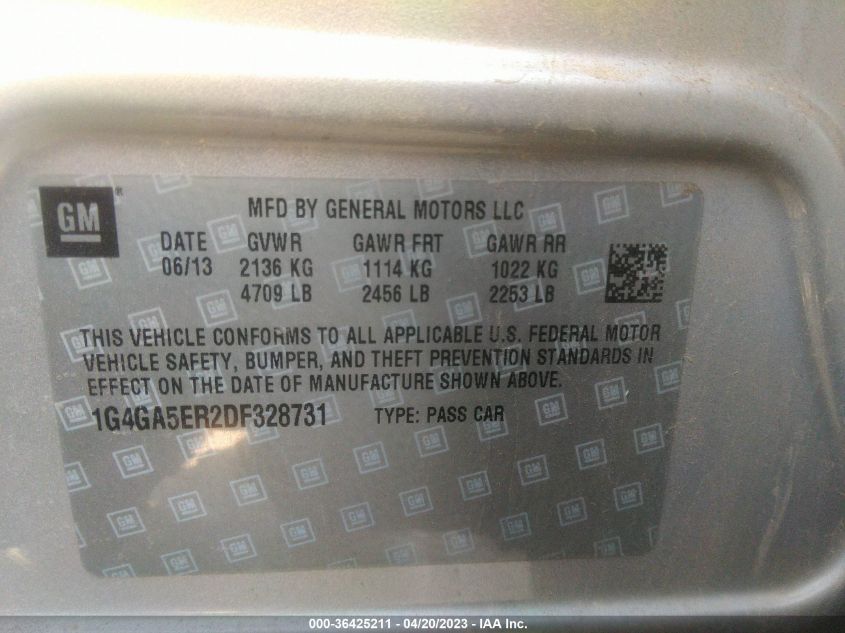 GM ®
MFD BY GENERAL MOTORS LLC
DATE GVWR GAWR FRT GAWR RR
06/13 2136 KG 1114 KG 1022 KG
4709 LB 2456 LB 2253 LB
THIS VEHICLE CONFORMS TO ALL APPLICABLE U.S. FEDERAL MOTOR
VEHICLE SAFETY, BUMPER, AND THEFT PREVENTION STANDARDS IN
EFFECT ON THE DATE OF MANUFACTURE SHOWN ABOVE.
1G4GA5ER2DF328731 TYPE: PASS CAR
000-36425211 - 04/20/2023 - IAA Inc.